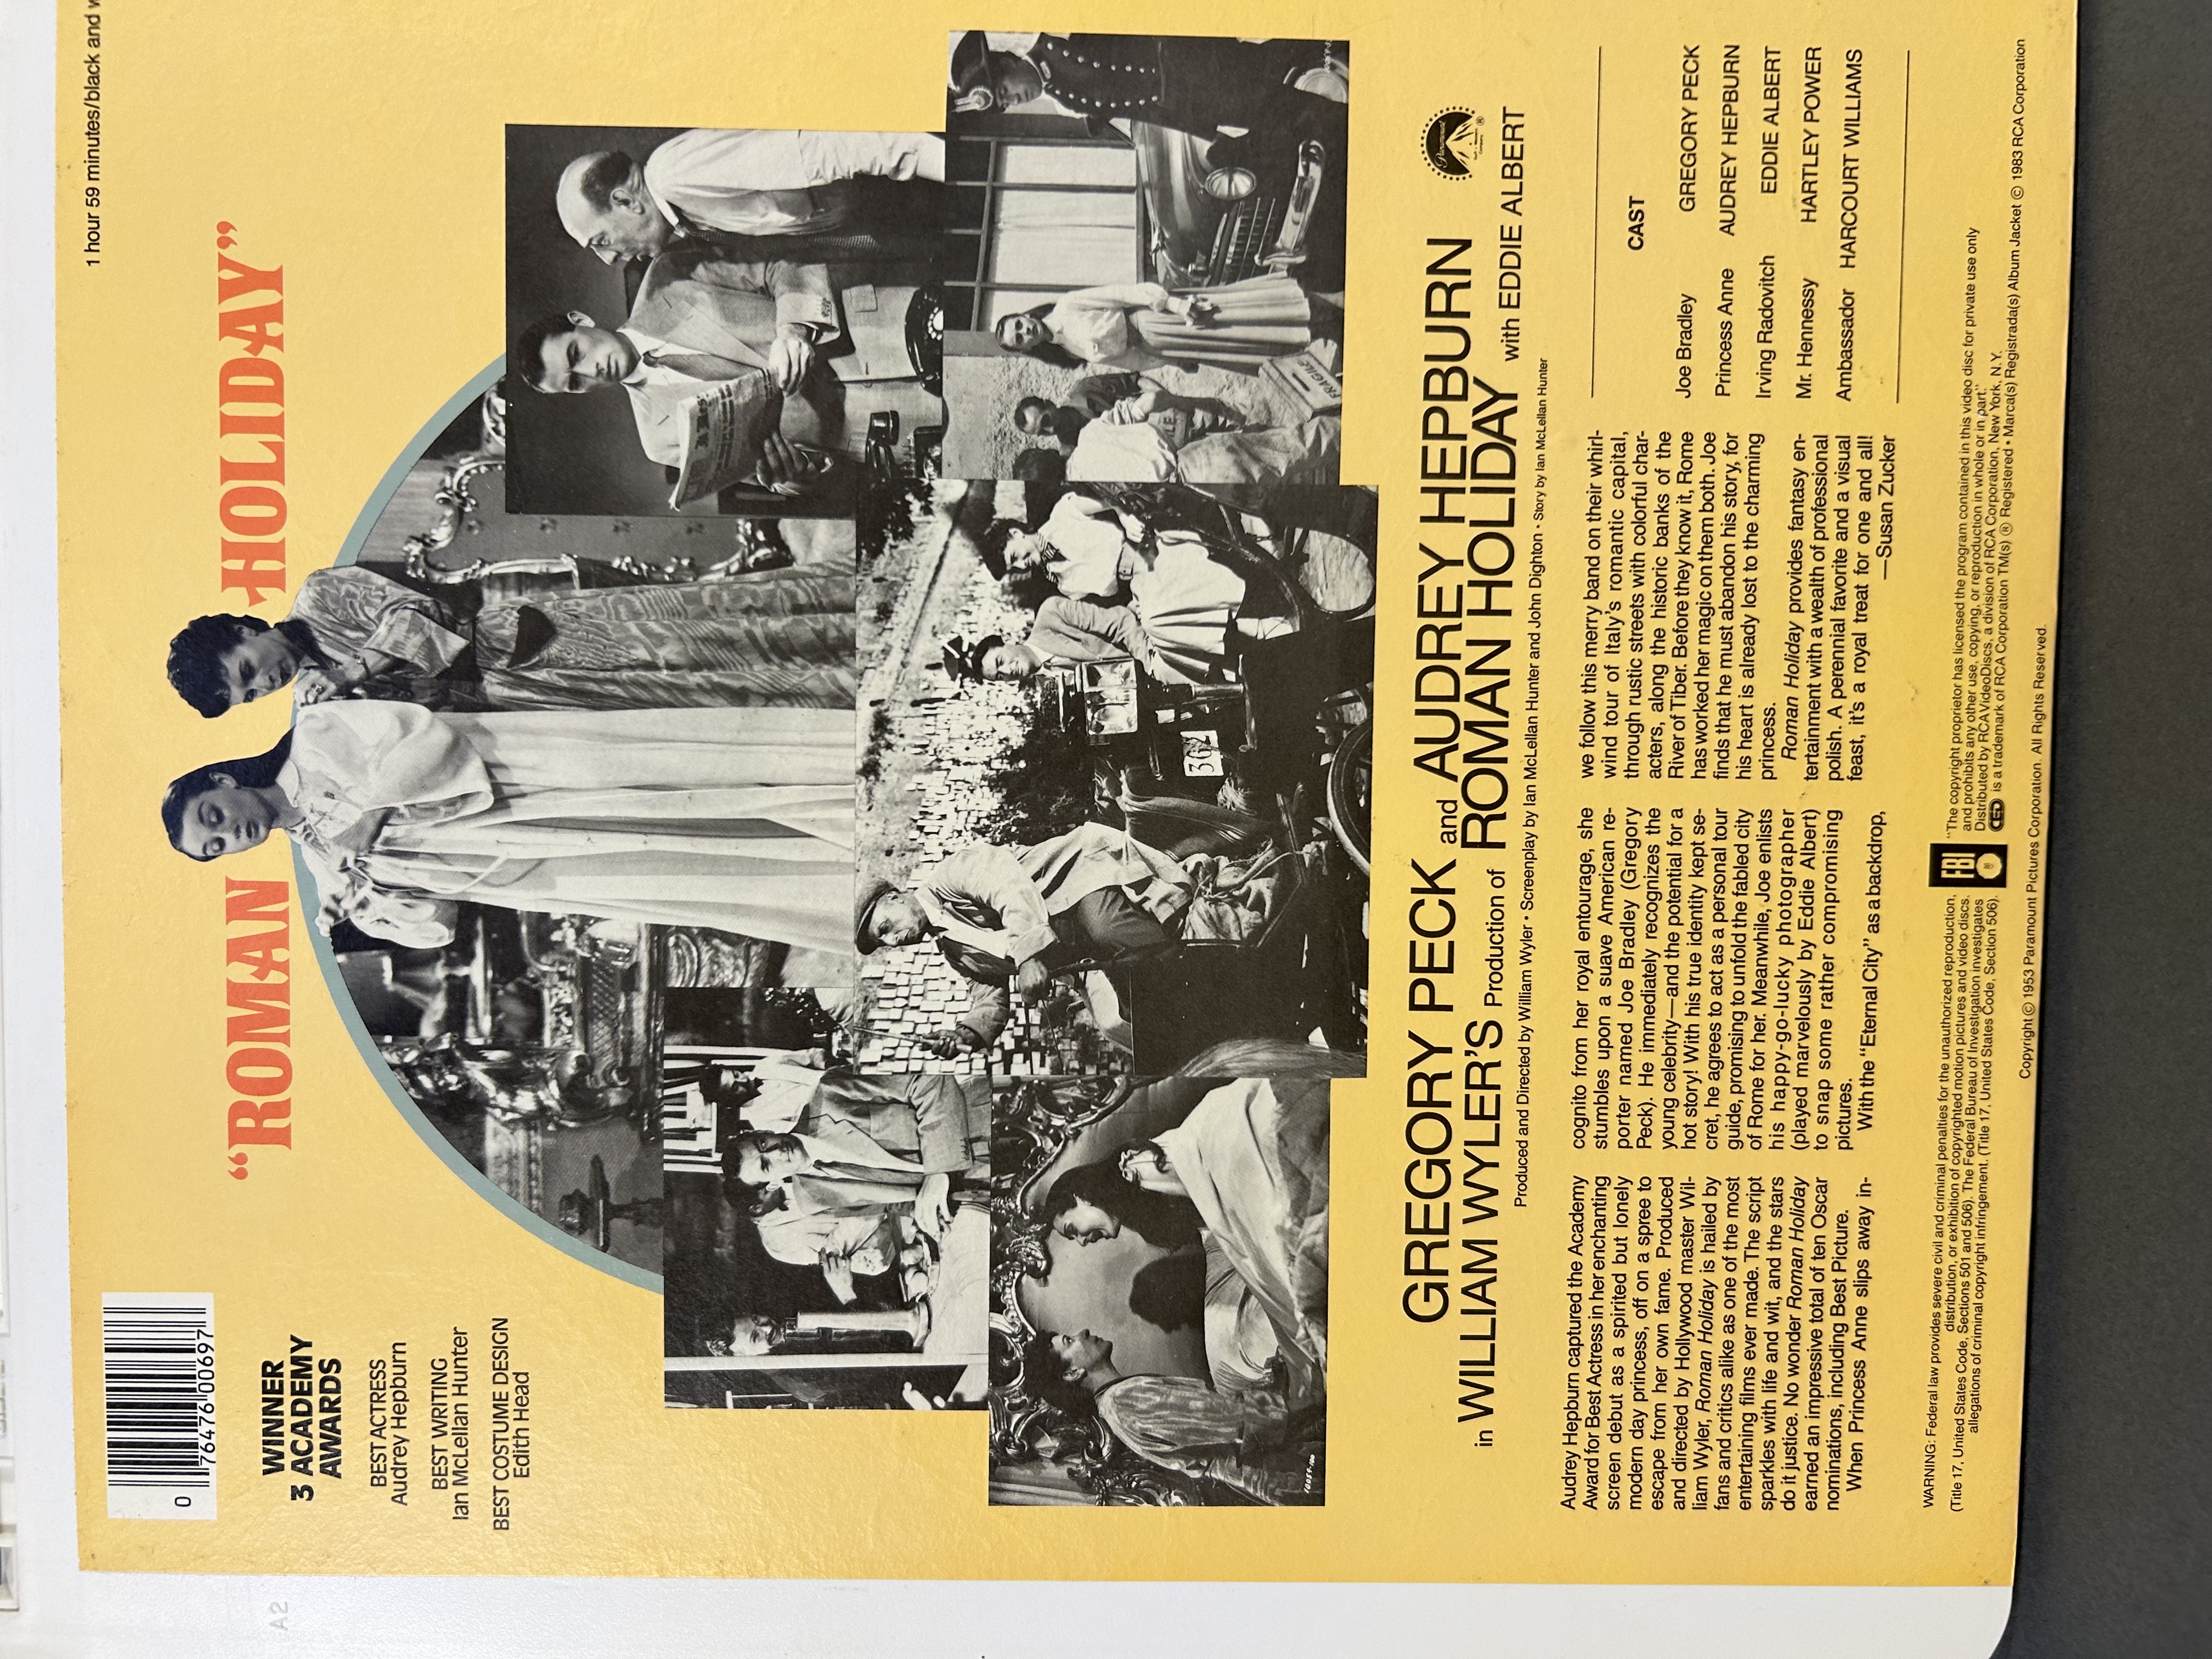 1 hour 59 minutes/black and
0 76476 00697
"ROMAN HOLIDAY"
WINNER
3 ACADEMY
AWARDS
BEST ACTRESS
Audrey Hepburn
BEST WRITING
Ian McLellan Hunter
BEST COSTUME DESIGN
Edith Head
FRAGILE
302
GREGORY PECK and AUDREY HEPBURN
in WILLIAM WYLER'S Production of ROMAN HOLIDAY with EDDIE ALBERT
Paramount
®
Produced and Directed by William Wyler • Screenplay by Ian McLellan Hunter and John Dighton • Story by Ian McLellan Hunter
Audrey Hepburn captured the Academy
Award for Best Actress in her enchanting
screen debut as a spirited but lonely
modern day princess, off on a spree to
escape from her own fame. Produced
and directed by Hollywood master Wil-
liam Wyler, Roman Holiday is hailed by
fans and critics alike as one of the most
entertaining films ever made. The script
sparkles with life and wit, and the stars
do it justice. No wonder Roman Holiday
earned an impressive total of ten Oscar
nominations, including Best Picture.
When Princess Anne slips away in-
cognito from her royal entourage, she
stumbles upon a suave American re-
porter named Joe Bradley (Gregory
Peck). He immediately recognizes the
young celebrity—and the potential for a
hot story! With his true identity kept se-
cret, he agrees to act as a personal tour
guide, promising to unfold the fabled city
of Rome for her. Meanwhile, Joe enlists
his happy-go-lucky photographer
(played marvelously by Eddie Albert)
to snap some rather compromising
pictures.
With the "Eternal City" as a backdrop,
we follow this merry band on their whirl-
wind tour of Italy's romantic capital,
through rustic streets with colorful char-
acters, along the historic banks of the
River of Tiber. Before they know it, Rome
has worked her magic on them both. Joe
finds that he must abandon his story, for
his heart is already lost to the charming
princess.
Roman Holiday provides fantasy en-
tertainment with a wealth of professional
polish. A perennial favorite and a visual
feast, it's a royal treat for one and all!
—Susan Zucker
CAST
Joe Bradley GREGORY PECK
Princess Anne AUDREY HEPBURN
Irving Radovitch EDDIE ALBERT
Mr. Hennessy HARTLEY POWER
Ambassador HARCOURT WILLIAMS
WARNING: Federal law provides severe civil and criminal penalties for the unauthorized reproduction,
distribution, or exhibition of copyrighted motion pictures and video discs.
(Title 17, United States Code, Sections 501 and 506). The Federal Bureau of Investigation investigates
allegations of criminal copyright infringement. (Title 17, United States Code, Section 506).
FBI
"The copyright proprietor has licensed the program contained in this video disc for private use only
and prohibits any other use, copying, or reproduction in whole or in part."
Distributed by RCA VideoDiscs, a division of RCA Corporation, New York, N.Y.
CED is a trademark of RCA Corporation TM(s) ® Registered • Marca(s) Registrada(s) Album Jacket © 1983 RCA Corporation
Copyright © 1953 Paramount Pictures Corporation. All Rights Reserved.
A2